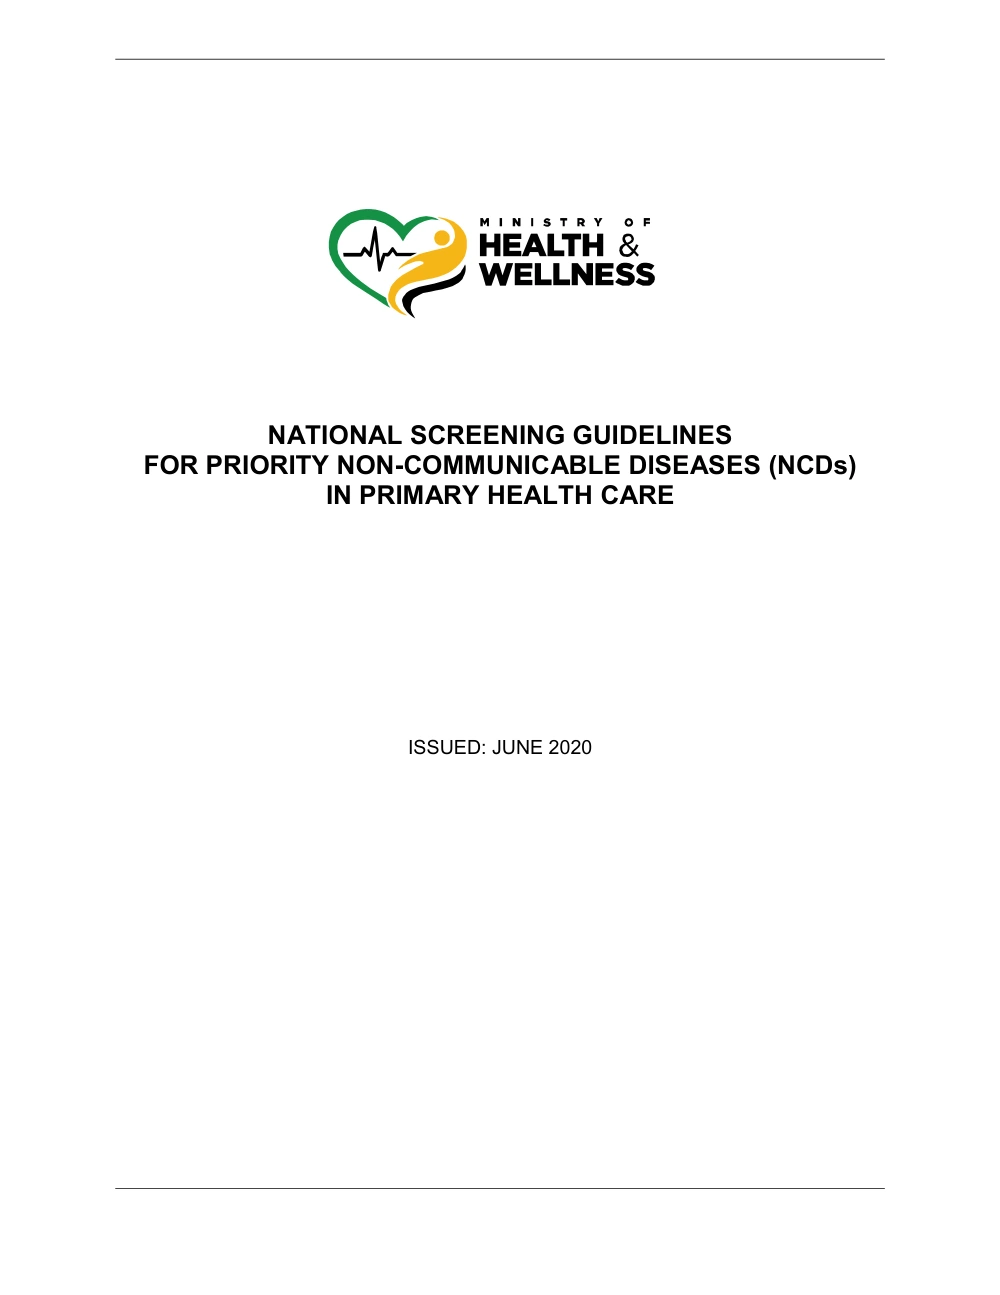 MINISTRY OF
HEALTH &
WELLNESS
NATIONAL SCREENING GUIDELINES
FOR PRIORITY NON-COMMUNICABLE DISEASES (NCDs)
IN PRIMARY HEALTH CARE
ISSUED: JUNE 2020